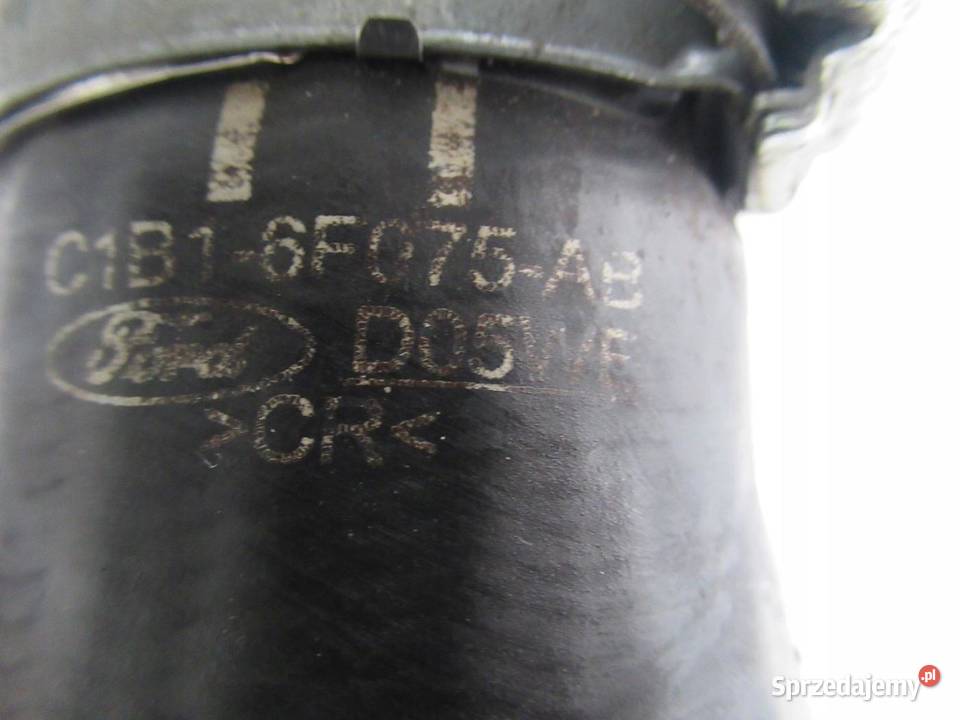 C1B1-6F075-AB
Ford D05WE
>CR<
Sprzedajemy.pl